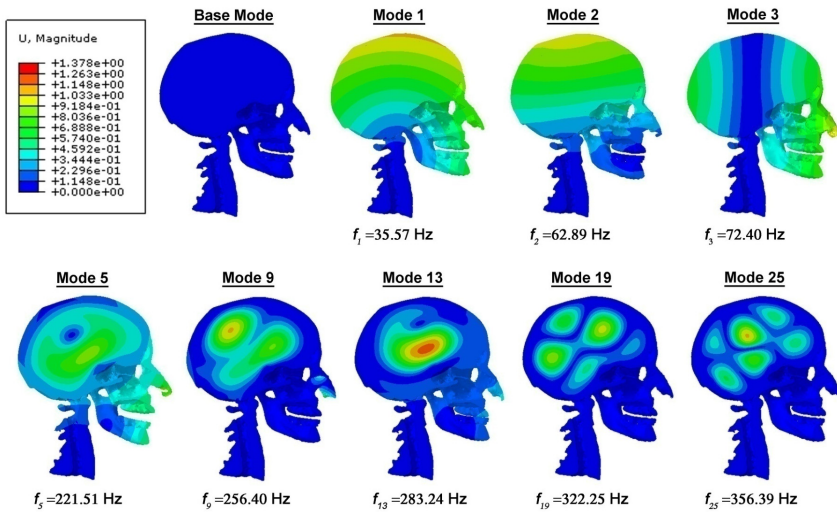 Base Mode
Mode 1
Mode 2
Mode 3
U, Magnitude
+1.378e+00
+1.263e+00
+1.148e+00
+1.033e+00
+9.184e-01
+8.036e-01
+6.888e-01
+5.740e-01
+4.592e-01
+3.444e-01
+2.296e-01
+1.148e-01
+0.000e+00
f1=35.57 Hz
f2=62.89 Hz
f3=72.40 Hz
Mode 5
Mode 9
Mode 13
Mode 19
Mode 25
f5=221.51 Hz
f9=256.40 Hz
f13=283.24 Hz
f19=322.25 Hz
f25=356.39 Hz